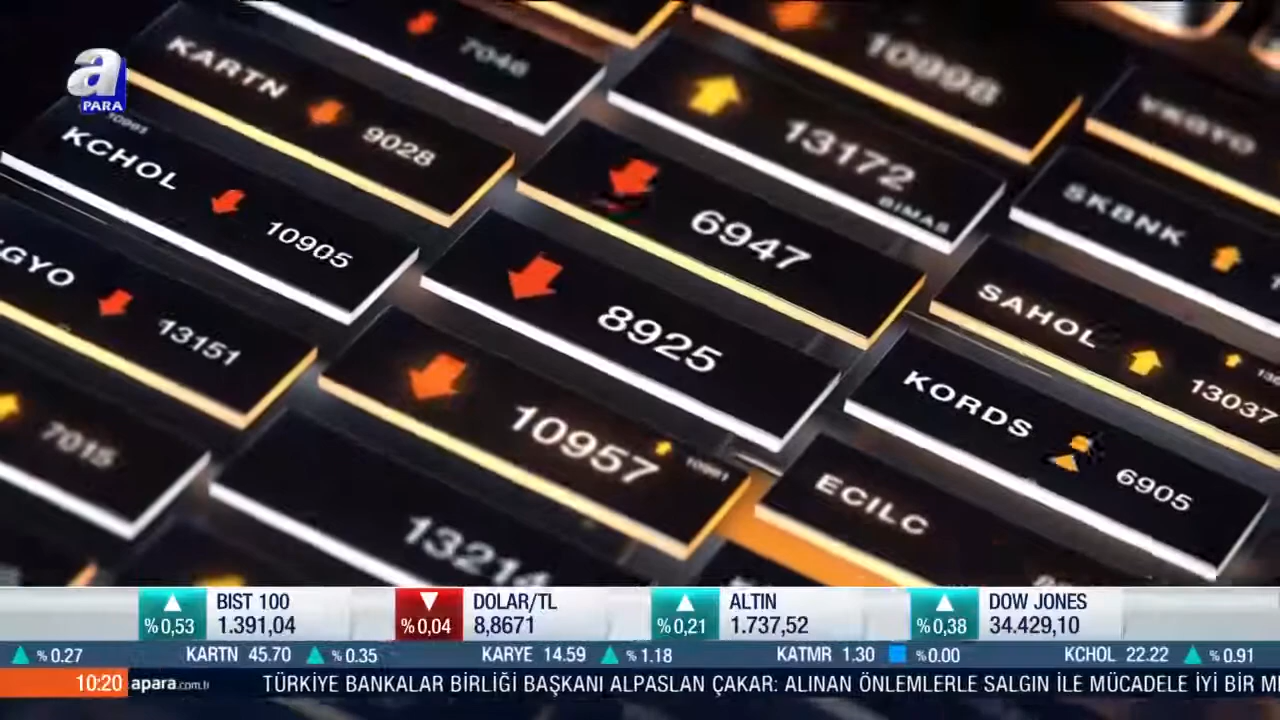 a
PARA
7046
10998
KARTN 9028
13172
BIMAS
VKGYO
10991
KCHOL 10905
6947
SKBNK
GYO 13151
8925
SAHOL 13037
7015
10957
KORDS 6905
13214
ECILC
%0,53 BIST 100 1.391,04
%0,04 DOLAR/TL 8,8671
%0,21 ALTIN 1.737,52
%0,38 DOW JONES 34.429,10
%0.27 KARTN 45.70 %0.35 KARYE 14.59 %1.18 KATMR 1.30 %0.00 KCHOL 22.22 %0.91
10:20 apara.com.tr TÜRKİYE BANKALAR BİRLİĞİ BAŞKANI ALPASLAN ÇAKAR: ALINAN ÖNLEMLERLE SALGIN İLE MÜCADELE İYİ BİR